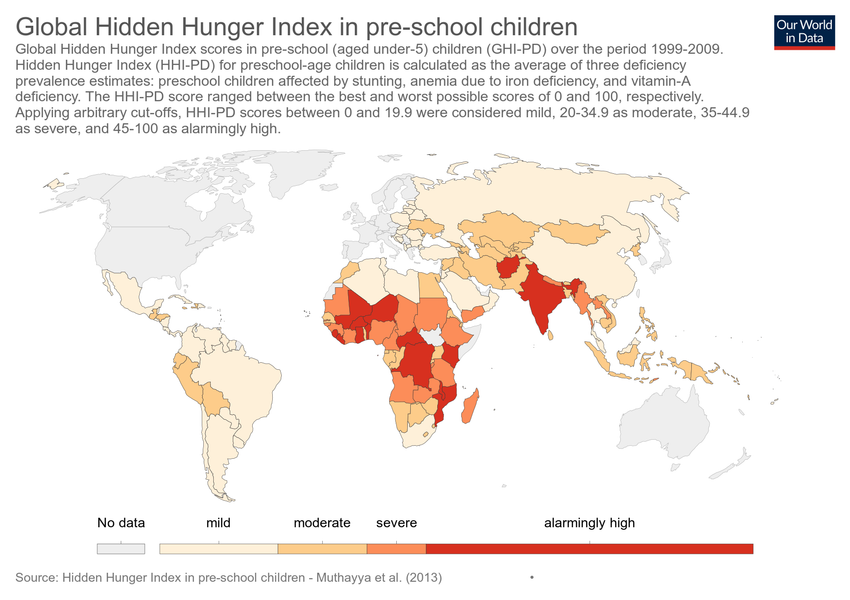 Global Hidden Hunger Index in pre-school children
Our World
in Data
Global Hidden Hunger Index scores in pre-school (aged under-5) children (GHI-PD) over the period 1999-2009.
Hidden Hunger Index (HHI-PD) for preschool-age children is calculated as the average of three deficiency
prevalence estimates: preschool children affected by stunting, anemia due to iron deficiency, and vitamin-A
deficiency. The HHI-PD score ranged between the best and worst possible scores of 0 and 100, respectively.
Applying arbitrary cut-offs, HHI-PD scores between 0 and 19.9 were considered mild, 20-34.9 as moderate, 35-44.9
as severe, and 45-100 as alarmingly high.
No data mild moderate severe alarmingly high
Source: Hidden Hunger Index in pre-school children - Muthayya et al. (2013) •